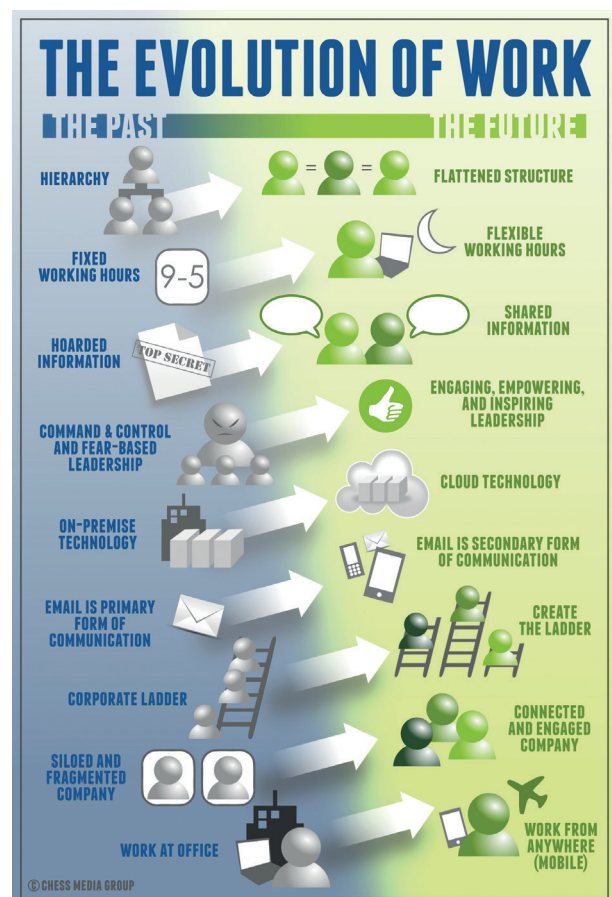 THE EVOLUTION OF WORK
THE PAST
THE FUTURE
HIERARCHY
= =
FLATTENED STRUCTURE
FIXED
WORKING HOURS
9-5
FLEXIBLE
WORKING HOURS
HOARDED
INFORMATION
TOP SECRET
SHARED
INFORMATION
COMMAND & CONTROL
AND FEAR-BASED
LEADERSHIP
ENGAGING, EMPOWERING,
AND INSPIRING
LEADERSHIP
ON-PREMISE
TECHNOLOGY
CLOUD TECHNOLOGY
EMAIL IS PRIMARY
FORM OF
COMMUNICATION
EMAIL IS SECONDARY FORM
OF COMMUNICATION
CORPORATE LADDER
CREATE
THE LADDER
SILOED AND
FRAGMENTED
COMPANY
CONNECTED
AND ENGAGED
COMPANY
WORK AT OFFICE
WORK FROM
ANYWHERE
(MOBILE)
© CHESS MEDIA GROUP